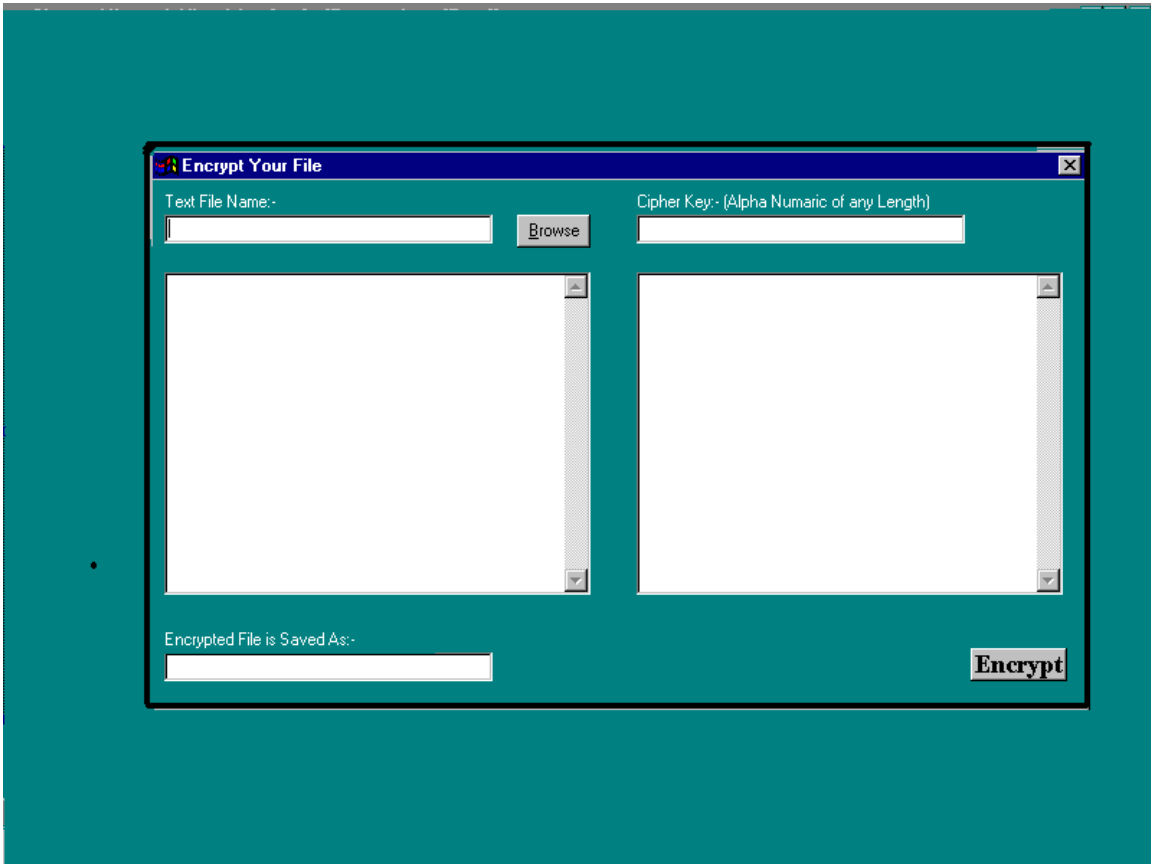 Encrypt Your File
Text File Name:-
Browse
Cipher Key:- (Alpha Numaric of any Length)
Encrypted File is Saved As:-
Encrypt